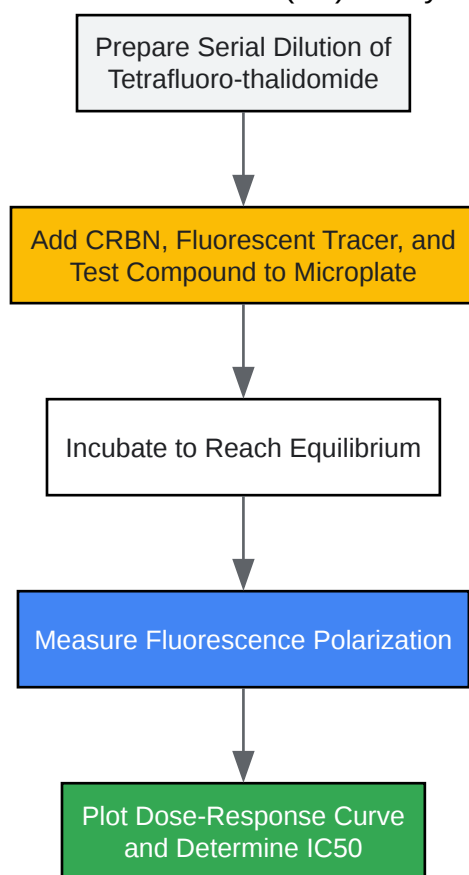 Prepare Serial Dilution of
Tetrafluoro-thalidomide
Add CRBN, Fluorescent Tracer, and
Test Compound to Microplate
Incubate to Reach Equilibrium
Measure Fluorescence Polarization
Plot Dose-Response Curve
and Determine IC50